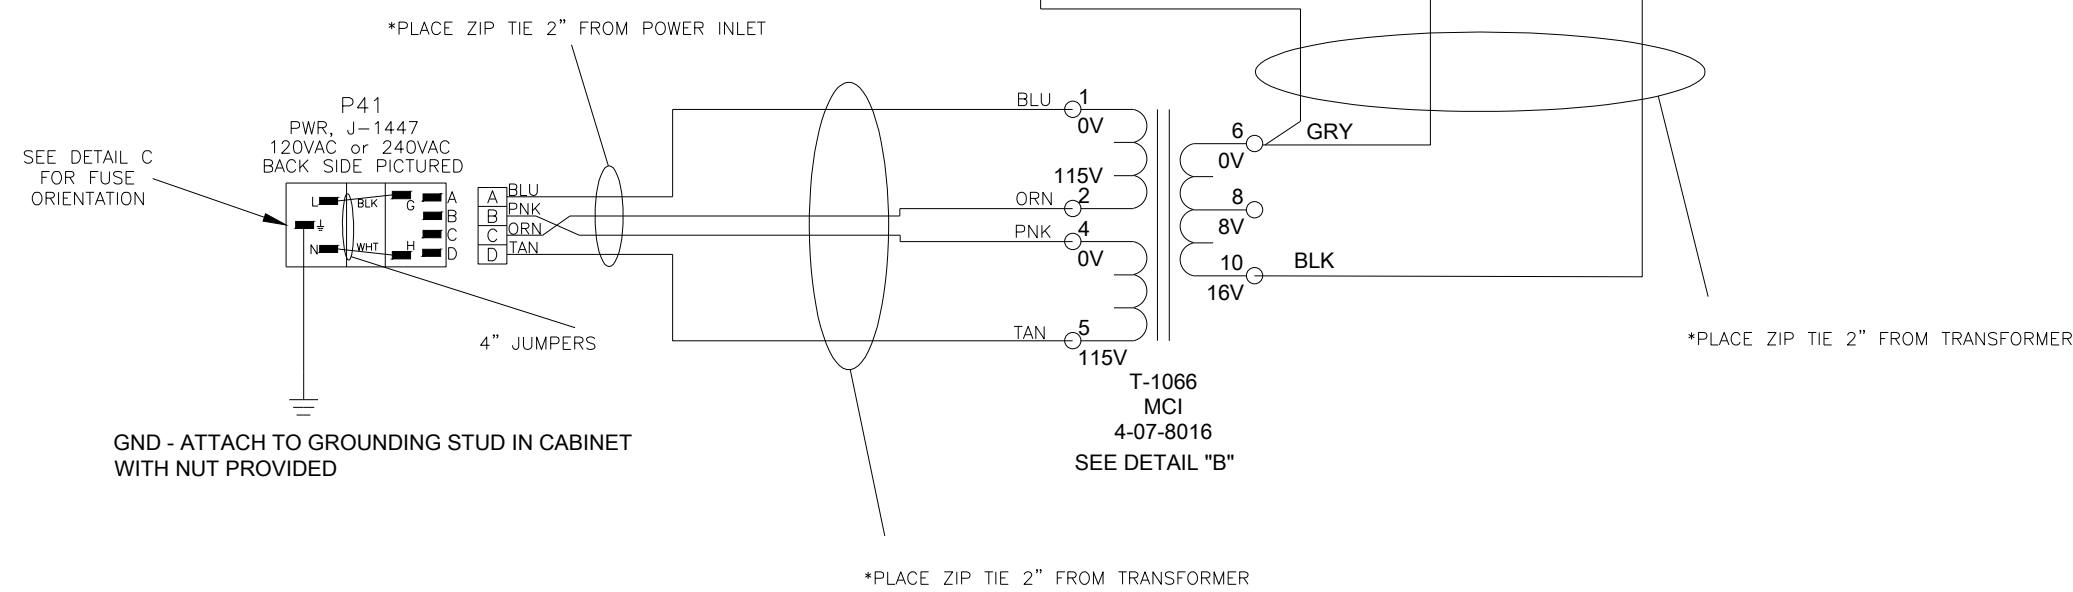 *PLACE ZIP TIE 2" FROM POWER INLET
P41
PWR, J-1447
120VAC or 240VAC
BACK SIDE PICTURED
SEE DETAIL C
FOR FUSE
ORIENTATION
L
BLK
G
N
WHT
H
A
B
C
D
A
B
C
D
BLU
PNK
ORN
TAN
4" JUMPERS
GND - ATTACH TO GROUNDING STUD IN CABINET
WITH NUT PROVIDED
BLU
1
0V
115V
ORN
2
PNK
4
0V
TAN
5
115V
6
GRY
0V
8
8V
10
BLK
16V
T-1066
MCI
4-07-8016
SEE DETAIL "B"
*PLACE ZIP TIE 2" FROM TRANSFORMER
*PLACE ZIP TIE 2" FROM TRANSFORMER